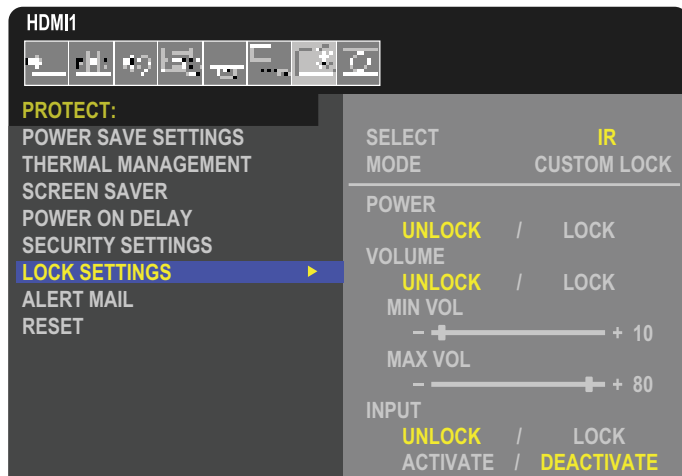 HDMI1
PROTECT:
POWER SAVE SETTINGS
THERMAL MANAGEMENT
SCREEN SAVER
POWER ON DELAY
SECURITY SETTINGS
LOCK SETTINGS
ALERT MAIL
RESET
SELECT IR
MODE CUSTOM LOCK
POWER
UNLOCK / LOCK
VOLUME
UNLOCK / LOCK
MIN VOL
− + 10
MAX VOL
− + 80
INPUT
UNLOCK / LOCK
ACTIVATE / DEACTIVATE